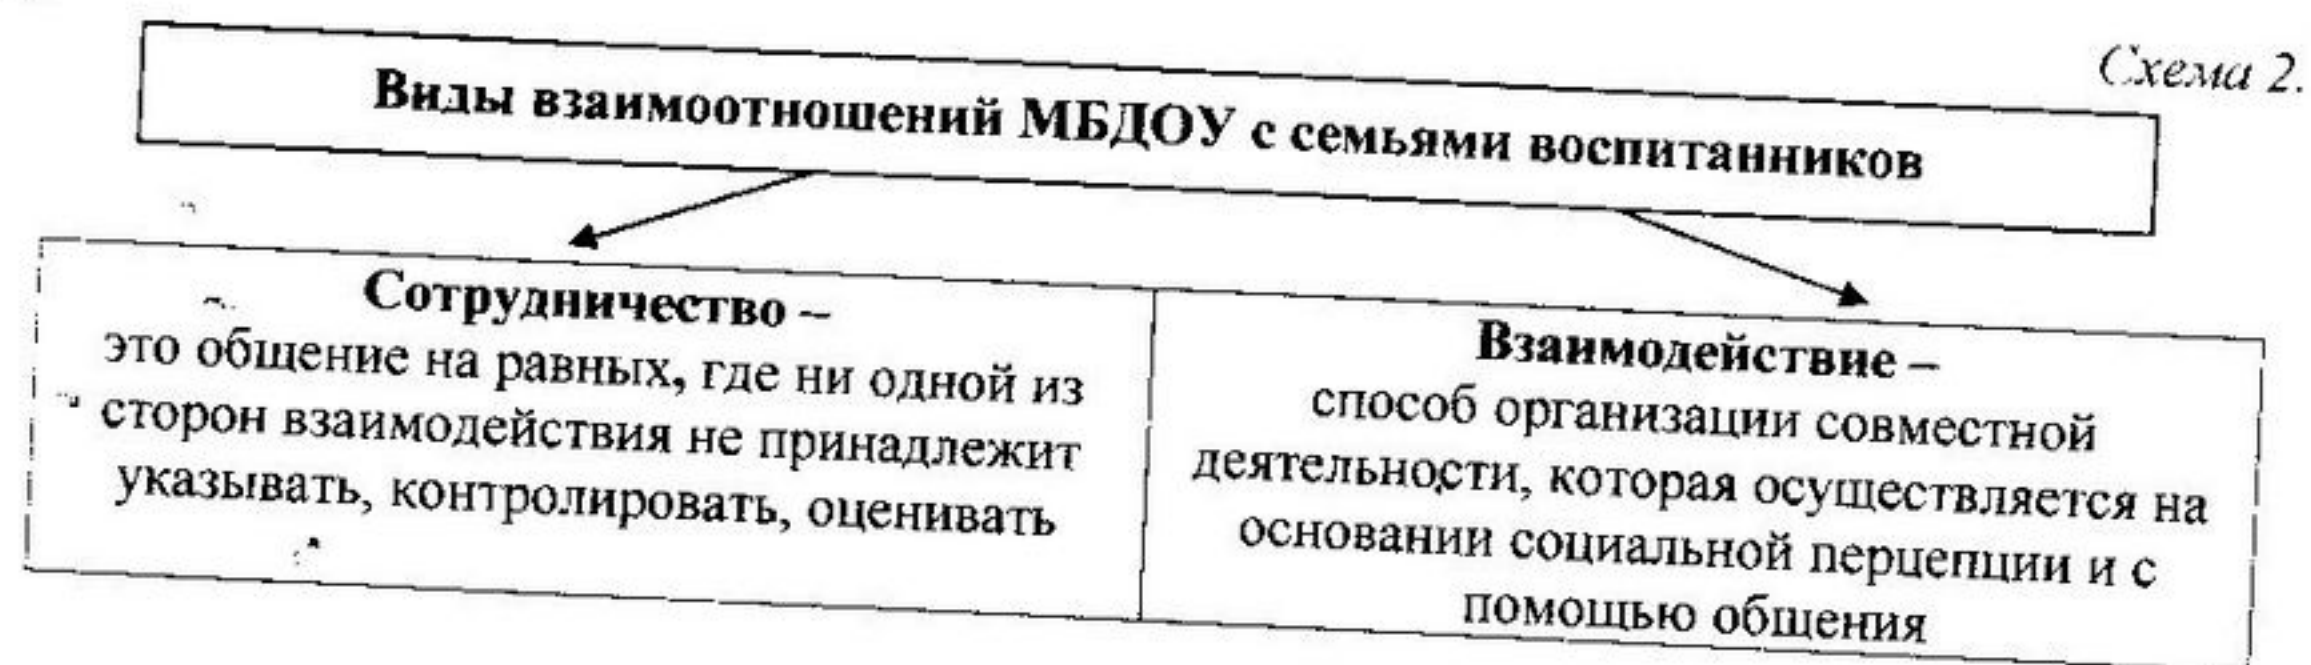 Схема 2.
Виды взаимоотношений МБДОУ с семьями воспитанников
Сотрудничество –
это общение на равных, где ни одной из
сторон взаимодействия не принадлежит
указывать, контролировать, оценивать
Взаимодействие –
способ организации совместной
деятельности, которая осуществляется на
основании социальной перцепции и с
помощью общения